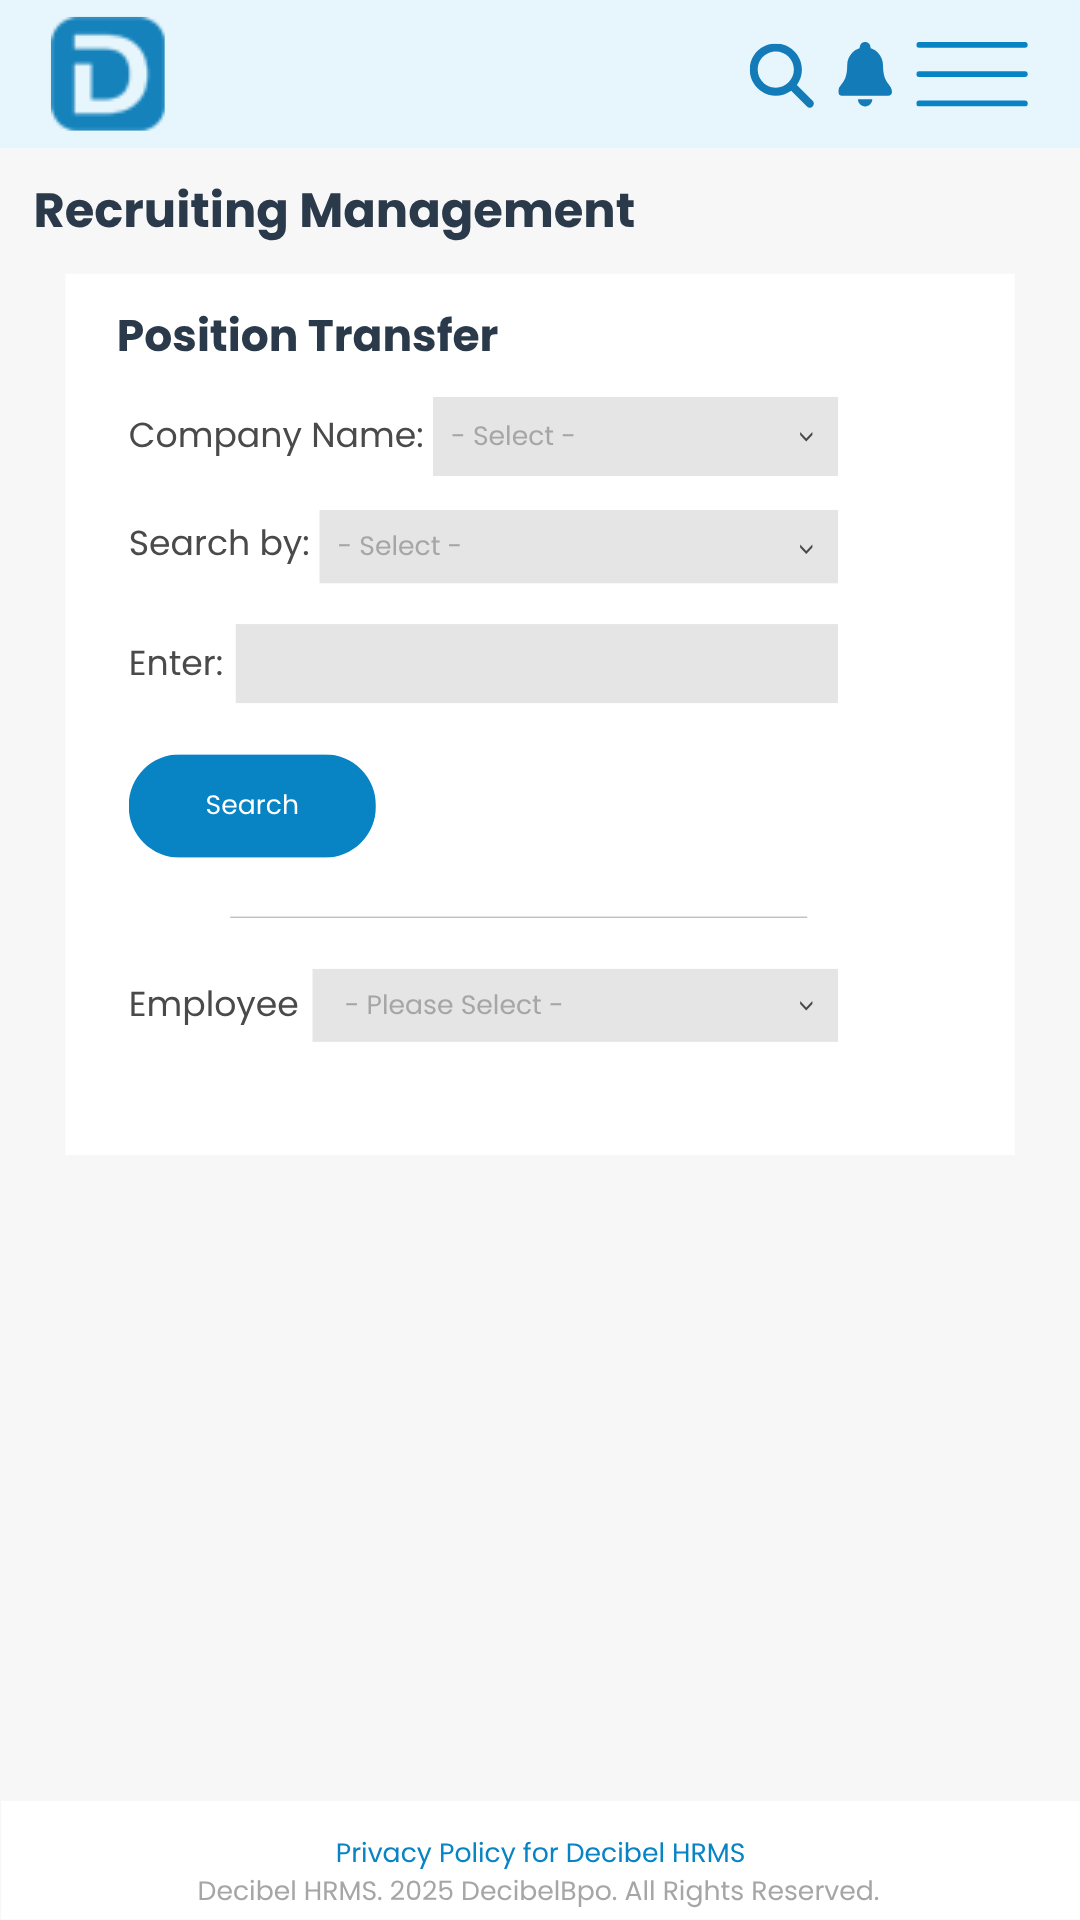 D
Recruiting Management
Position Transfer
Company Name: - Select -
Search by: - Select -
Enter:
Search
Employee - Please Select -
Privacy Policy for Decibel HRMS
Decibel HRMS. 2025 DecibelBpo. All Rights Reserved.